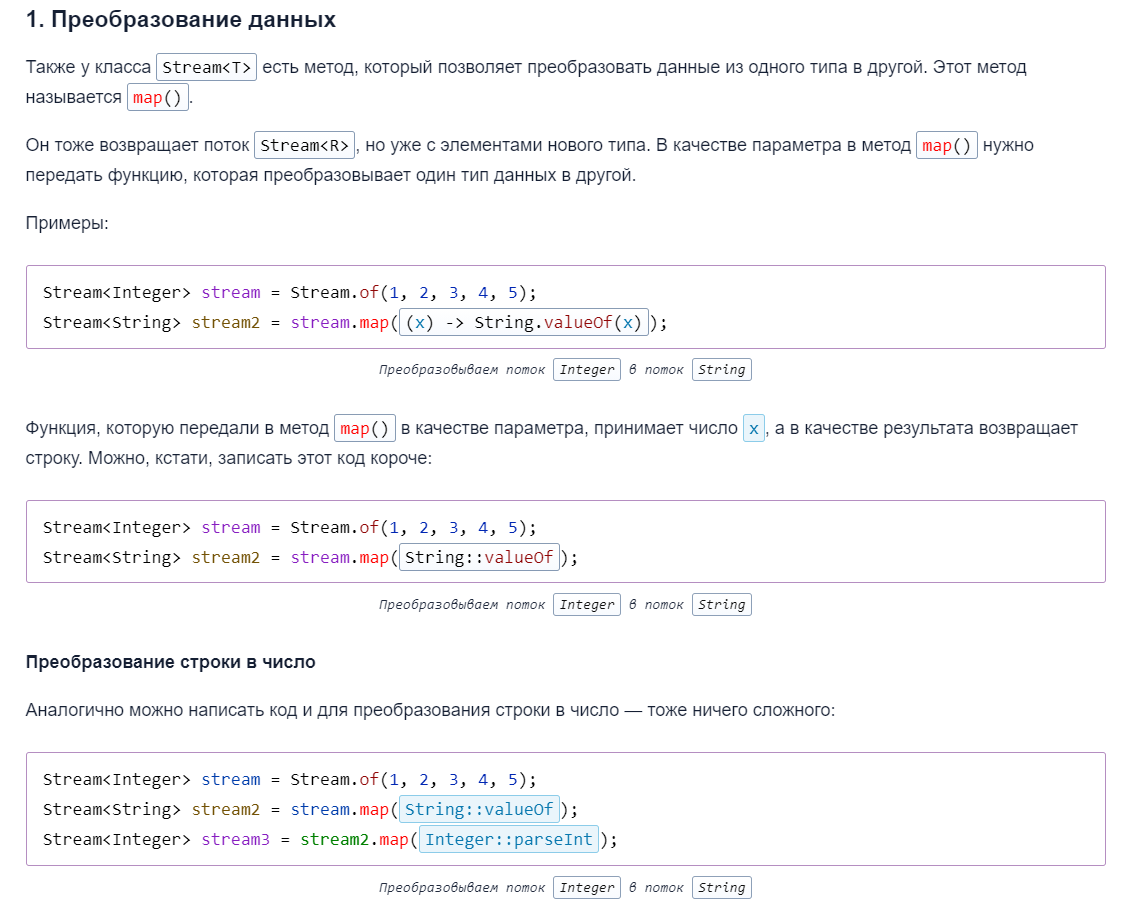 1. Преобразование данных
Также у класса Stream<T> есть метод, который позволяет преобразовать данные из одного типа в другой. Этот метод
называется map().
Он тоже возвращает поток Stream<R>, но уже с элементами нового типа. В качестве параметра в метод map() нужно
передать функцию, которая преобразовывает один тип данных в другой.
Примеры:
Stream<Integer> stream = Stream.of(1, 2, 3, 4, 5);
Stream<String> stream2 = stream.map((x) -> String.valueOf(x));
Преобразовываем поток Integer в поток String
Функция, которую передали в метод map() в качестве параметра, принимает число x, а в качестве результата возвращает
строку. Можно, кстати, записать этот код короче:
Stream<Integer> stream = Stream.of(1, 2, 3, 4, 5);
Stream<String> stream2 = stream.map(String::valueOf);
Преобразовываем поток Integer в поток String
Преобразование строки в число
Аналогично можно написать код и для преобразования строки в число — тоже ничего сложного:
Stream<Integer> stream = Stream.of(1, 2, 3, 4, 5);
Stream<String> stream2 = stream.map(String::valueOf);
Stream<Integer> stream3 = stream2.map(Integer::parseInt);
Преобразовываем поток Integer в поток String